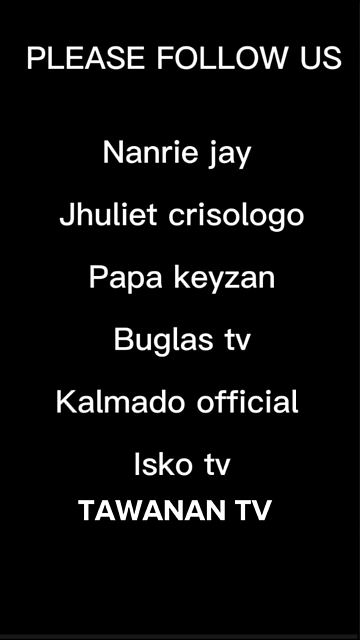 PLEASE FOLLOW US
Nanrie jay
Jhuliet crisologo
Papa keyzan
Buglas tv
Kalmado official
Isko tv
TAWANAN TV